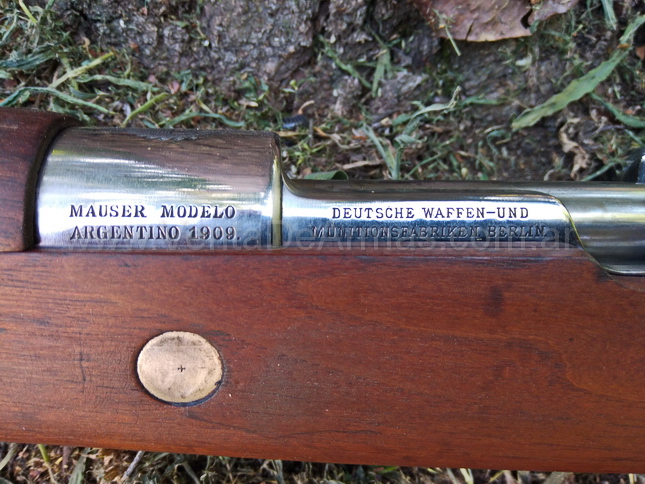 MAUSER MODELO
ARGENTINO 1909.
DEUTSCHE WAFFEN-UND
MUNITIONSFABRIKEN, BERLIN.